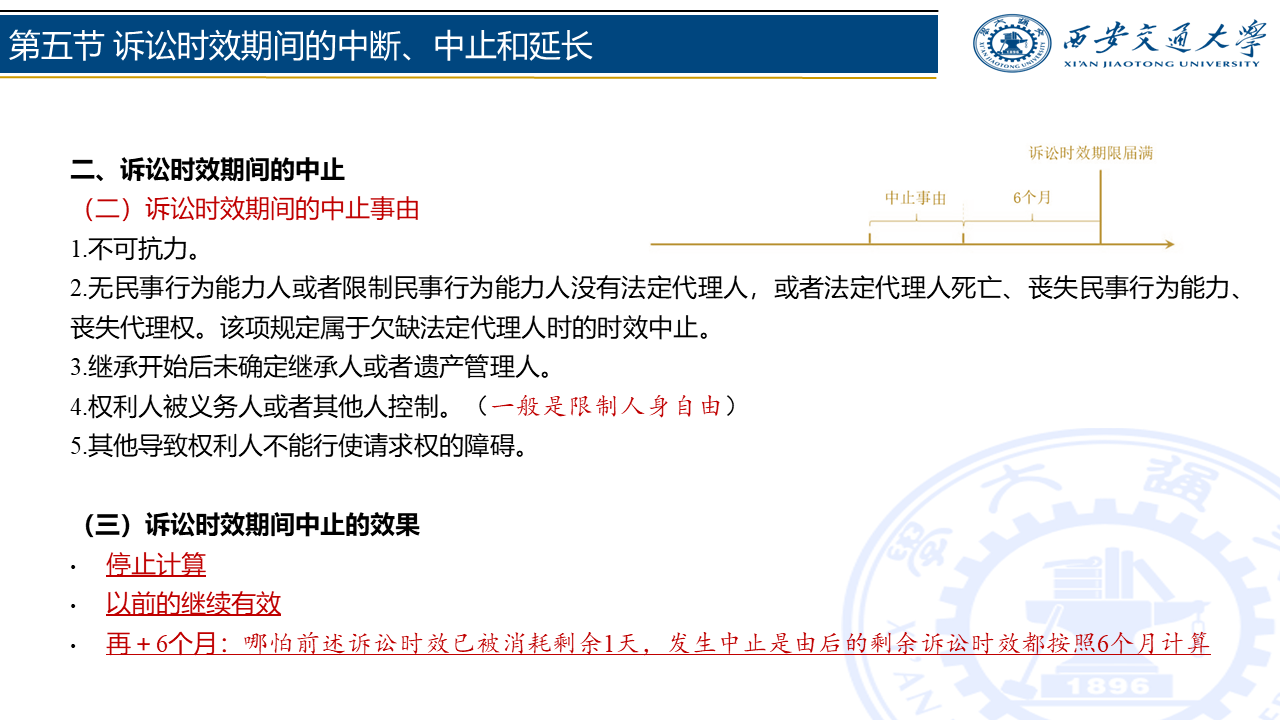 第五节 诉讼时效期间的中断、中止和延长
西安交通大学
XI'AN JIAOTONG UNIVERSITY
二、诉讼时效期间的中止
诉讼时效期限届满
中止事由
6个月
（二）诉讼时效期间的中止事由
1.不可抗力。
2.无民事行为能力人或者限制民事行为能力人没有法定代理人，或者法定代理人死亡、丧失民事行为能力、
丧失代理权。该项规定属于欠缺法定代理人时的时效中止。
3.继承开始后未确定继承人或者遗产管理人。
4.权利人被义务人或者其他人控制。（一般是限制人身自由）
5.其他导致权利人不能行使请求权的障碍。
（三）诉讼时效期间中止的效果
• 停止计算
• 以前的继续有效
• 再＋6个月：哪怕前述诉讼时效已被消耗剩余1天，发生中止是由后的剩余诉讼时效都按照6个月计算
1896